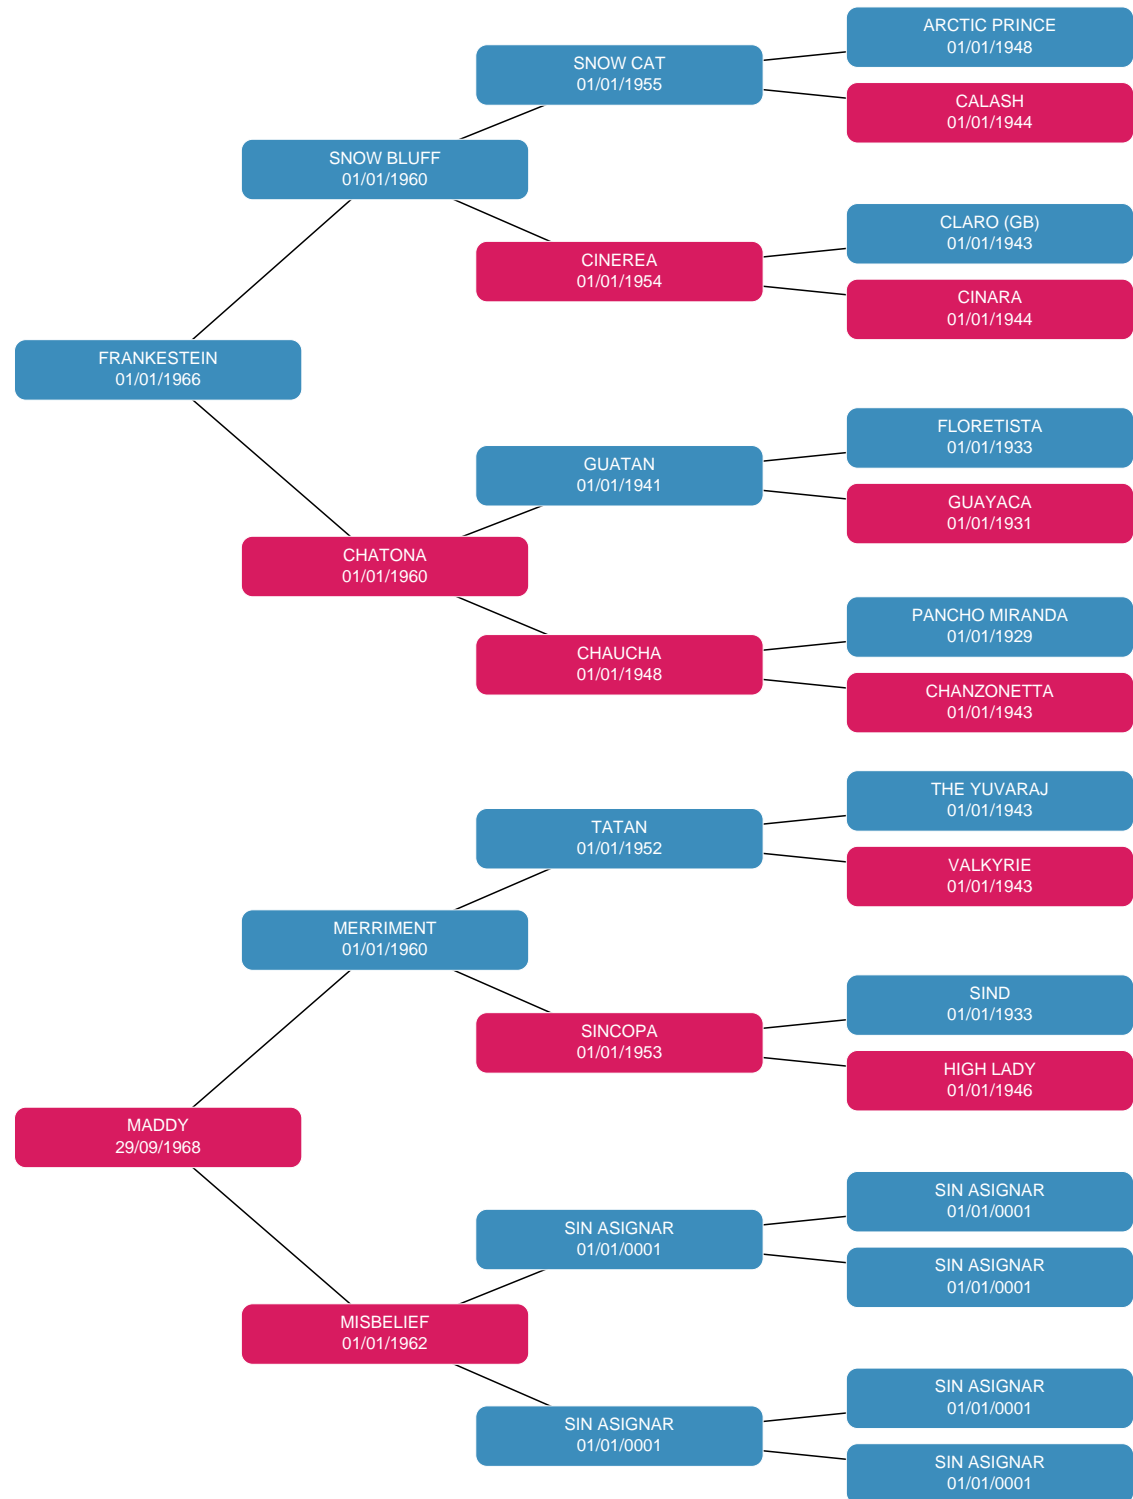 ARCTIC PRINCE
01/01/1948
SNOW CAT
01/01/1955
CALASH
01/01/1944
SNOW BLUFF
01/01/1960
CLARO (GB)
01/01/1943
CINEREA
01/01/1954
CINARA
01/01/1944
FRANKESTEIN
01/01/1966
FLORETISTA
01/01/1933
GUATAN
01/01/1941
GUAYACA
01/01/1931
CHATONA
01/01/1960
PANCHO MIRANDA
01/01/1929
CHAUCHA
01/01/1948
CHANZONETTA
01/01/1943
THE YUVARAJ
01/01/1943
TATAN
01/01/1952
VALKYRIE
01/01/1943
MERRIMENT
01/01/1960
SIND
01/01/1933
SINCOPA
01/01/1953
HIGH LADY
01/01/1946
MADDY
29/09/1968
SIN ASIGNAR
01/01/0001
SIN ASIGNAR
01/01/0001
SIN ASIGNAR
01/01/0001
MISBELIEF
01/01/1962
SIN ASIGNAR
01/01/0001
SIN ASIGNAR
01/01/0001
SIN ASIGNAR
01/01/0001